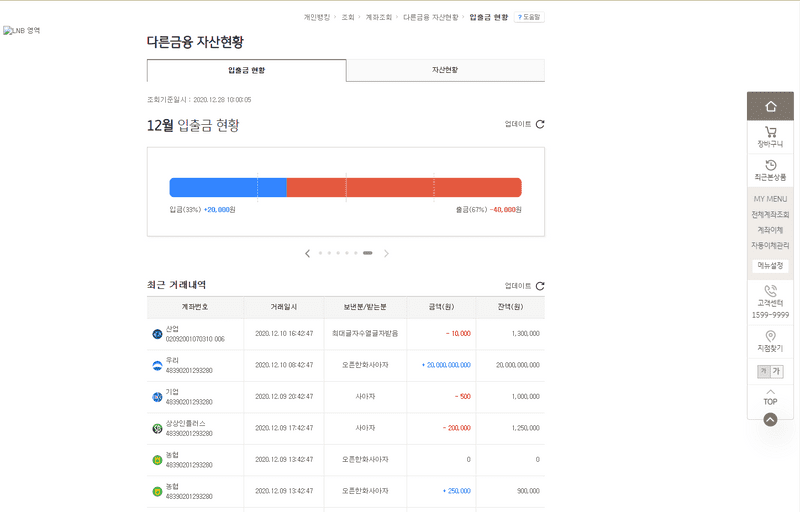 개인뱅킹 > 조회 > 계좌조회 > 다른금융 자산현황 > 입출금 현황 ? 도움말
LNB 영역
다른금융 자산현황
입출금 현황 자산현황
조회기준일시 : 2020.12.28 10:00:05
12월 입출금 현황 업데이트
입금(33%) +20,000원 출금(67%) -40,000원
최근 거래내역 업데이트
계좌번호 거래일시 보낸분/받는분 금액(원) 잔액(원)
산업
02092001070310 006 2020.12.10 16:42:47 최대글자수열글자받음 - 10,000 1,300,000
우리
48390201293280 2020.12.10 08:42:47 오픈한화사아자 + 20,000,000,000 20,000,000,000
기업
48390201293280 2020.12.09 20:42:47 사아자 - 500 1,000,000
상상인플러스
48390201293280 2020.12.09 17:42:47 사아자 - 200,000 1,250,000
농협
48390201293280 2020.12.09 13:42:47 오픈한화사아자 0 0
농협
48390201293280 2020.12.09 13:42:47 오픈한화사아자 + 250,000 900,000
장바구니
최근본상품
MY MENU
전체계좌조회
계좌이체
자동이체관리
메뉴설정
고객센터
1599-9999
지점찾기
가 가
TOP